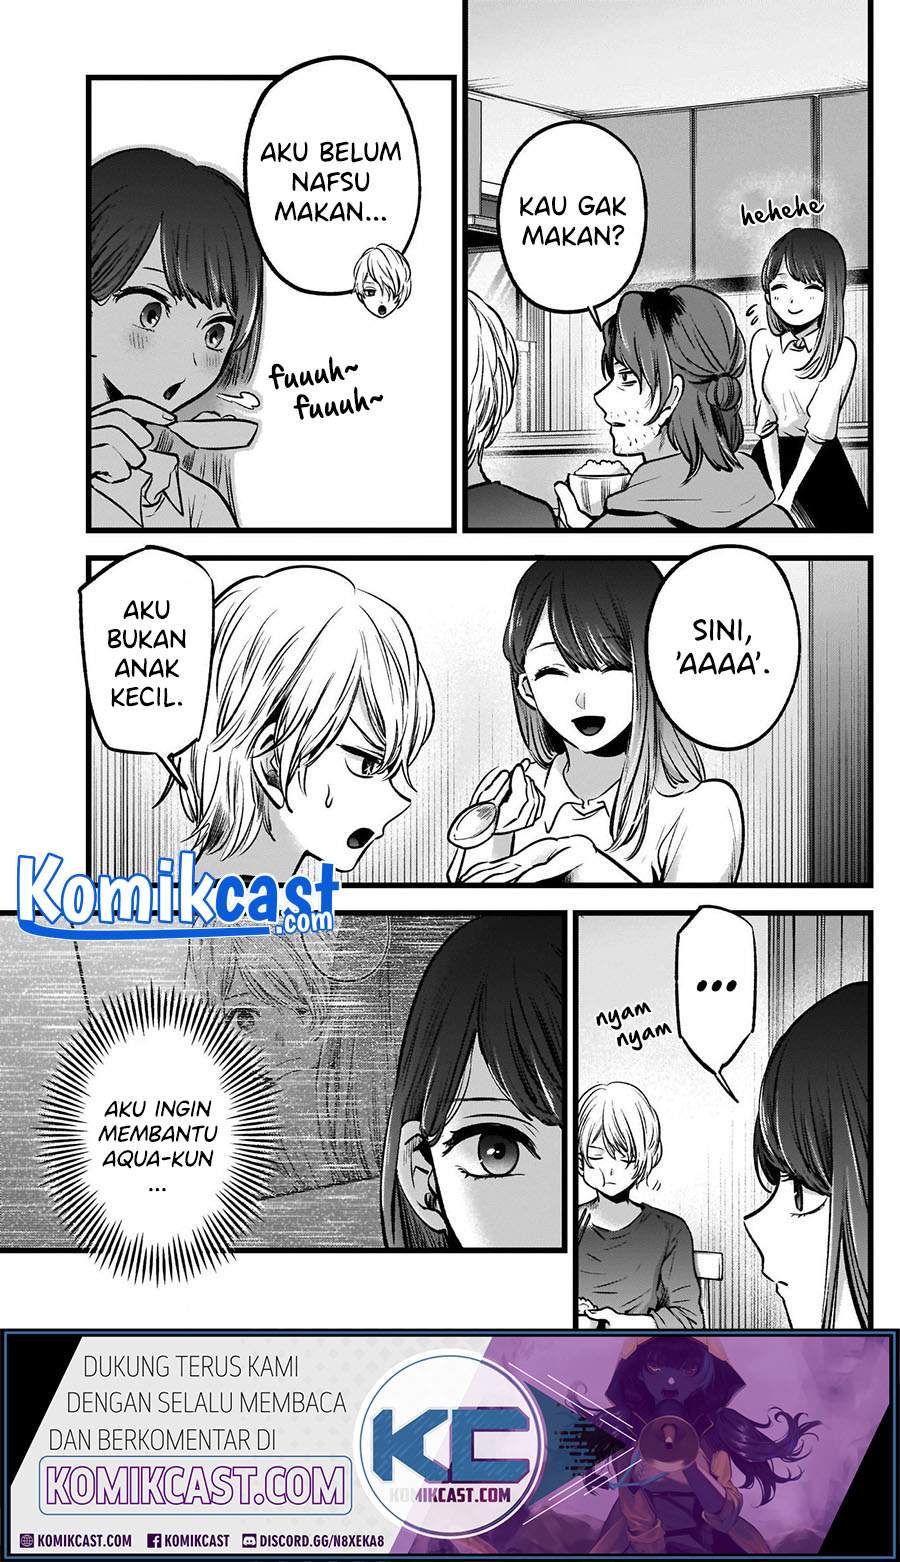 KAU GAK
MAKAN?
hehehe
AKU BELUM
NAFSU
MAKAN...
fuuuh~
fuuuh~
SINI,
'AAAA'.
AKU
BUKAN
ANAK
KECIL.
Komikcast
.com
...
nyam
nyam
AKU INGIN
MEMBANTU
AQUA-KUN
...
DUKUNG TERUS KAMI
DENGAN SELALU MEMBACA
DAN BERKOMENTAR DI
KOMIKCAST.COM
KOMIKCAST.COM
KOMIKCAST
DISCORD.GG/N8XEKA8
KC
KOMIKCAST.COM